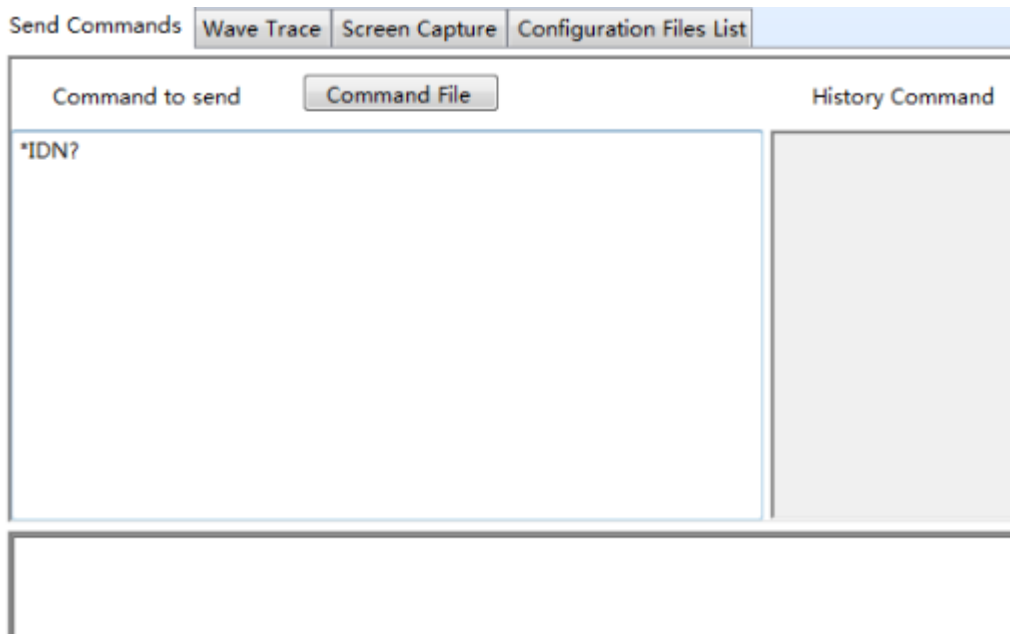 Send Commands Wave Trace Screen Capture Configuration Files List
Command to send Command File History Command
*IDN?